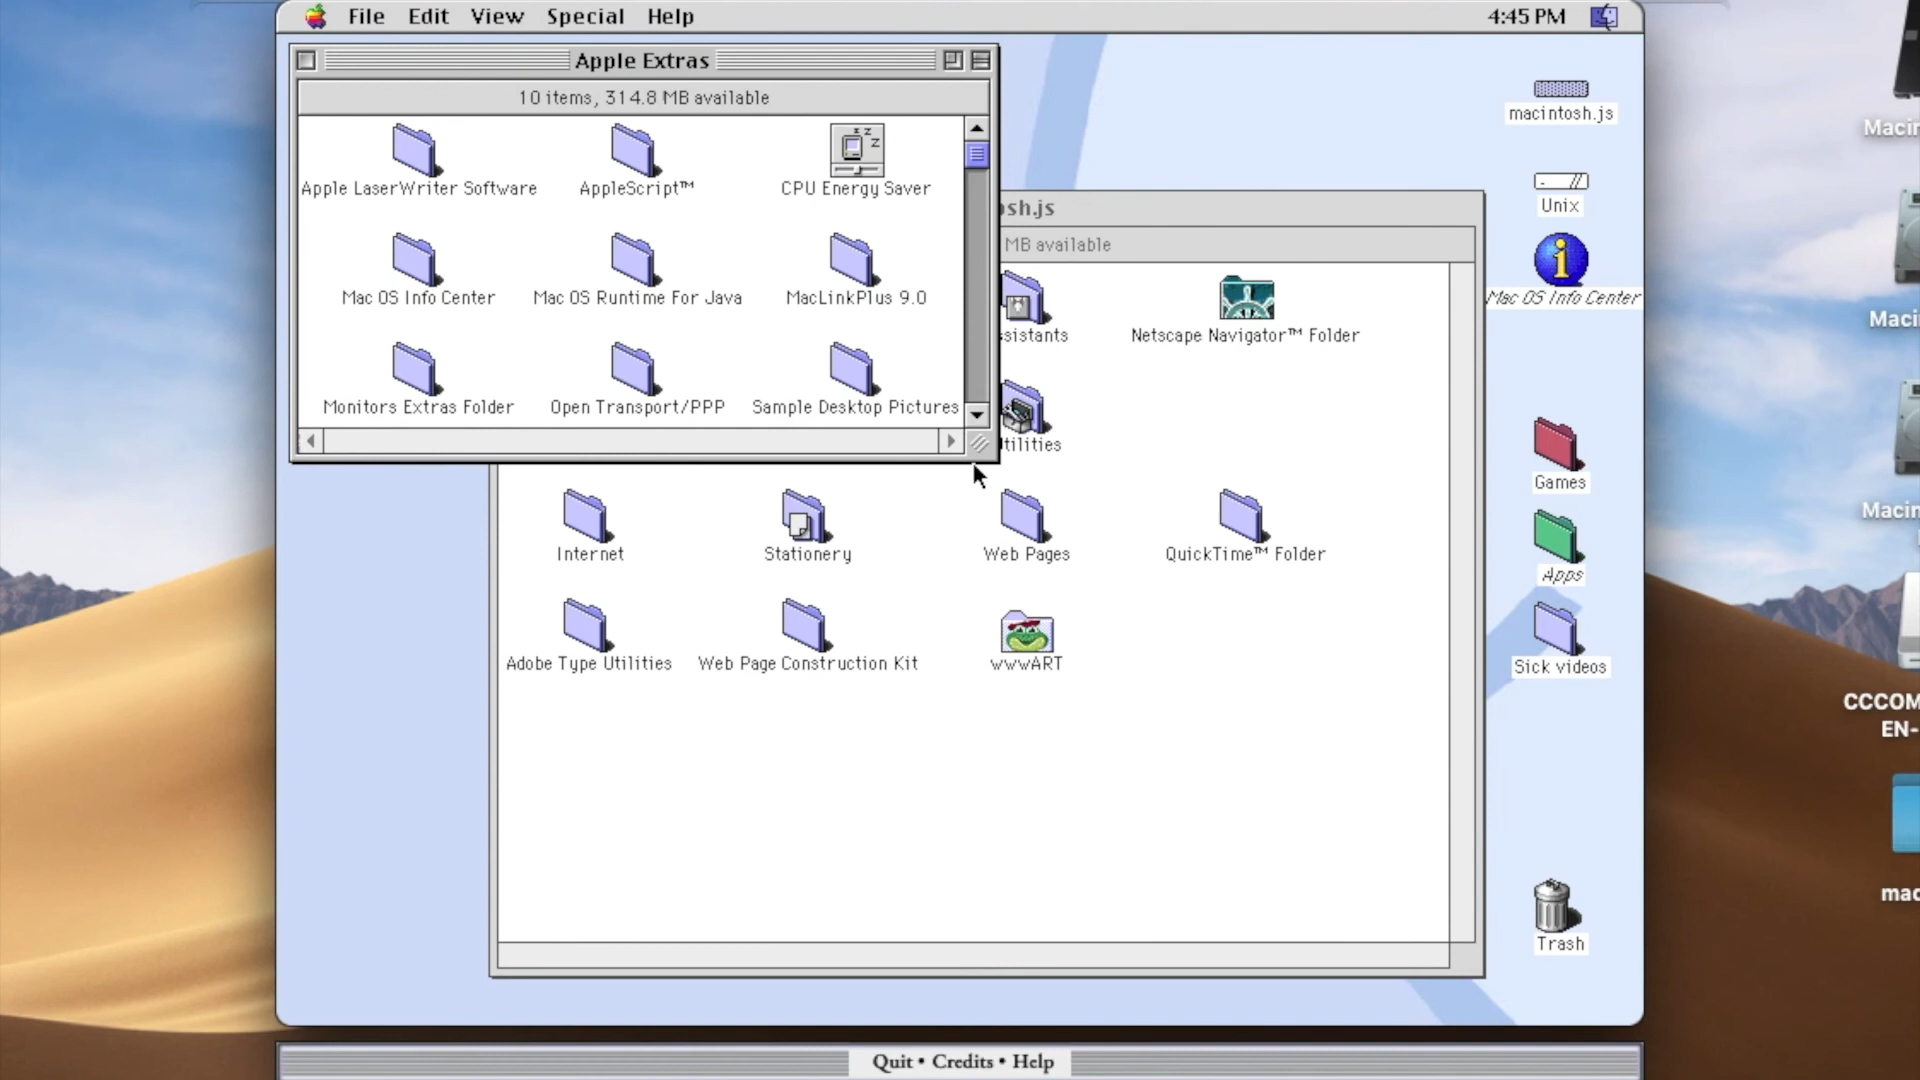 File Edit View Special Help
4:45 PM
Apple Extras
10 items, 314.8 MB available
Apple LaserWriter Software
AppleScript™
CPU Energy Saver
Mac OS Info Center
Mac OS Runtime For Java
MacLinkPlus 9.0
Monitors Extras Folder
Open Transport/PPP
Sample Desktop Pictures
sh.js
MB available
sistants
Netscape Navigator™ Folder
tilities
Internet
Stationery
Web Pages
QuickTime™ Folder
Adobe Type Utilities
Web Page Construction Kit
wwwART
macintosh.js
Unix
Mac OS Info Center
Games
Apps
Sick videos
Trash
Macin
Maci
Macin
CCCOM
EN-
mac
Quit • Credits • Help